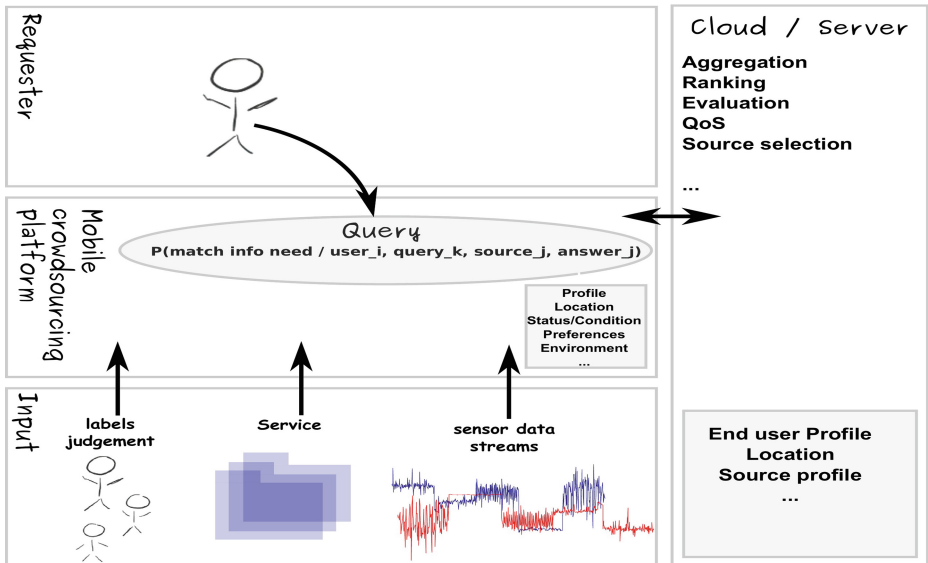 Requester
Mobile
crowdsourcing
platform
Query
P(match info need / user_i, query_k, source_j, answer_j)
Profile
Location
Status/Condition
Preferences
Environment
...
Input
labels
judgement
Service
sensor data
streams
Cloud / Server
Aggregation
Ranking
Evaluation
QoS
Source selection
...
End user Profile
Location
Source profile
...